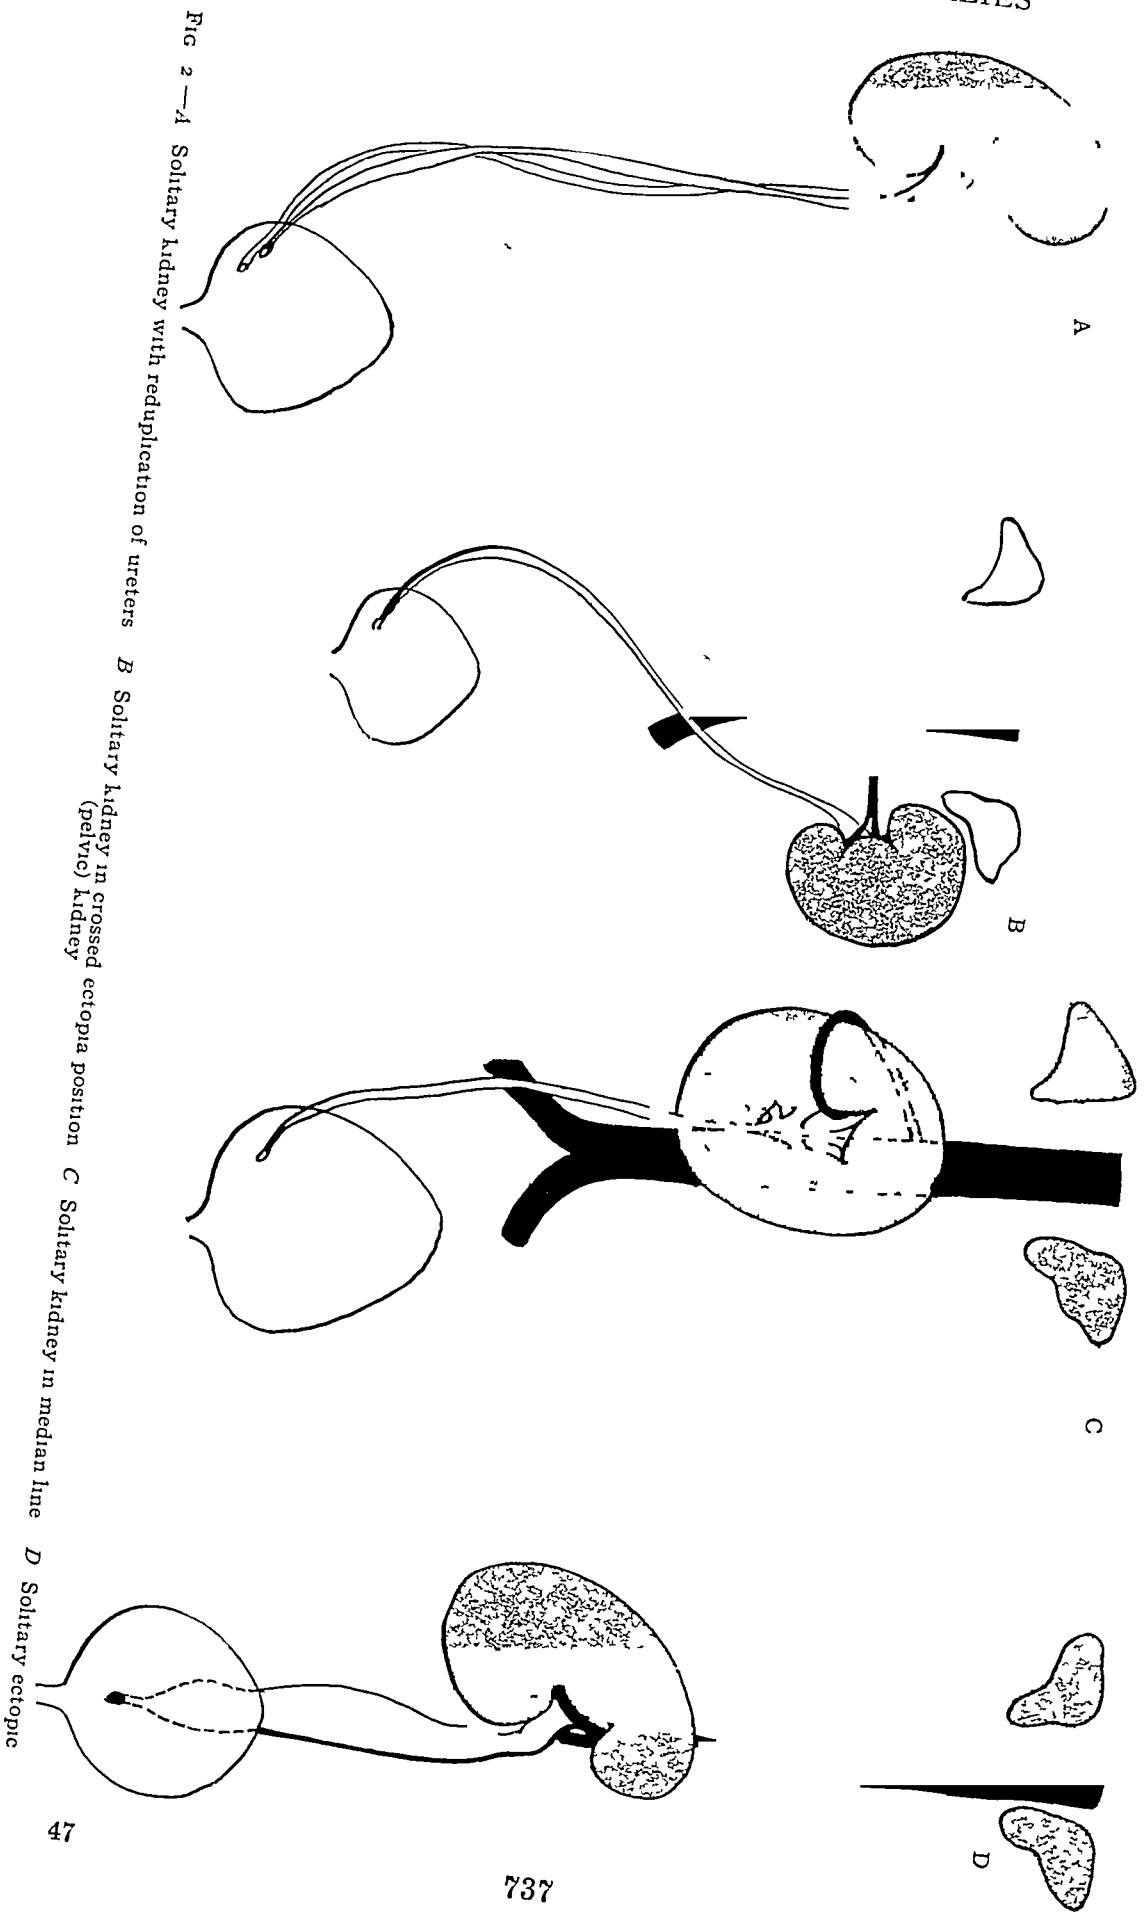 A
B
C
D
FIG 2 —A Solitary kidney with reduplication of ureters B Solitary kidney in crossed ectopia position C Solitary kidney in median line D Solitary ectopic
(pelvic) kidney
47
737